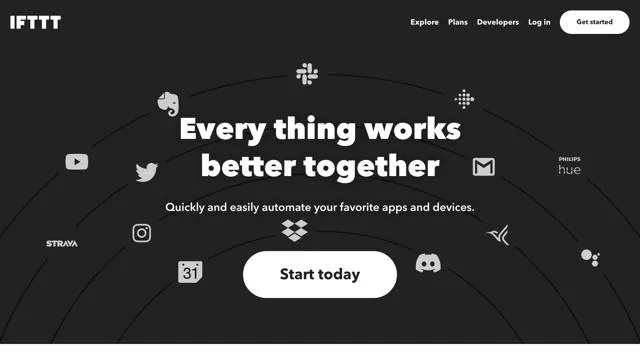 IFTTT
Explore Plans Developers Log in Get started
Every thing works
better together
PHILIPS
hue
Quickly and easily automate your favorite apps and devices.
STRAVA
31
Start today